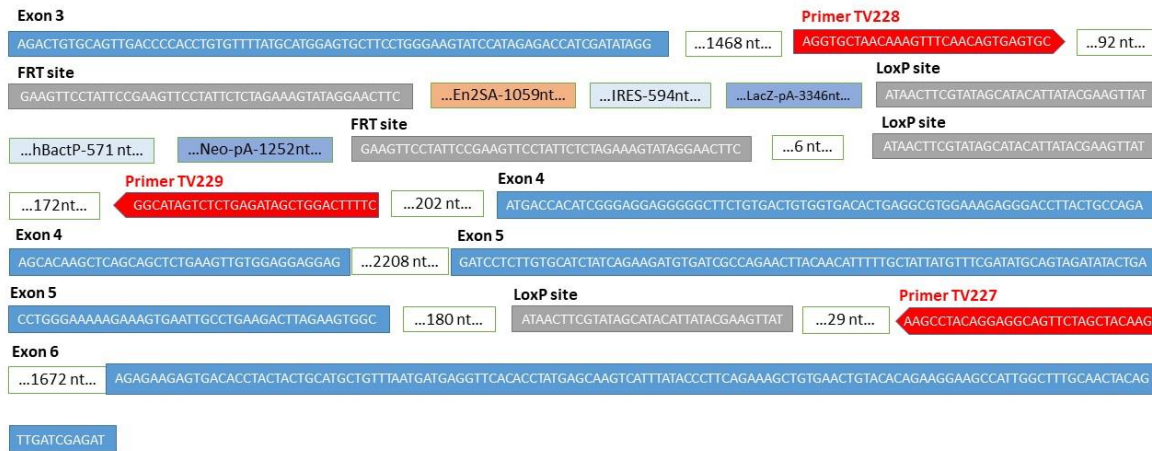 Exon 3
Primer TV228
AGACTGTGCAGTTGACCCCACCTGTGTTTTATGCATGGAGTGCTTCCTGGGAAGTATCCATAGAGACCATCGATATAGG ...1468 nt... AGGTGCTAACAAAGTTTCAACAGTGAGTGC ...92 nt...
FRT site
LoxP site
GAAGTTCCTATTCCGAAGTTCCTATTCTCTAGAAAGTATAGGAACTTC ...En2SA-1059nt... ...IRES-594nt... ...LacZ-pA-3346nt... ATAACTTCGTATAGCATACATTATACGAAGTTAT
FRT site
LoxP site
...hBactP-571 nt... ...Neo-pA-1252nt... GAAGTTCCTATTCCGAAGTTCCTATTCTCTAGAAAGTATAGGAACTTC ...6 nt... ATAACTTCGTATAGCATACATTATACGAAGTTAT
Primer TV229
Exon 4
...172nt... GGCATAGTCTCTGAGATAGCTGGACTTTTC ...202 nt... ATGACCACATCGGGAGGAGGGGGCTTCTGTGACTGTGGTGACACTGAGGCGTGGAAAGAGGGACCTTACTGCCAGA
Exon 4
Exon 5
AGCACAAGCTCAGCAGCTCTGAAGTTGTGGAGGAGGAG ...2208 nt... GATCCTCTTGTGCATCTATCAGAAGATGTGATCGCCAGAACTTACAACATTTTTGCTATTATGTTTCGATATGCAGTAGATATACTGA
Exon 5
LoxP site
Primer TV227
CCTGGGAAAAAGAAAGTGAATTGCCTGAAGACTTAGAAGTGGC ...180 nt... ATAACTTCGTATAGCATACATTATACGAAGTTAT ...29 nt... AAGCCTACAGGAGGCAGTTCTAGCTACAAG
Exon 6
...1672 nt... AGAGAAGAGTGACACCTACTACTGCATGCTGTTTAATGATGAGGTTCACACCTATGAGCAAGTCATTTATACCCTTCAGAAAGCTGTGAACTGTACACAGAAGGAAGCCATTGGCTTTGCAACTACAG
TTGATCGAGAT